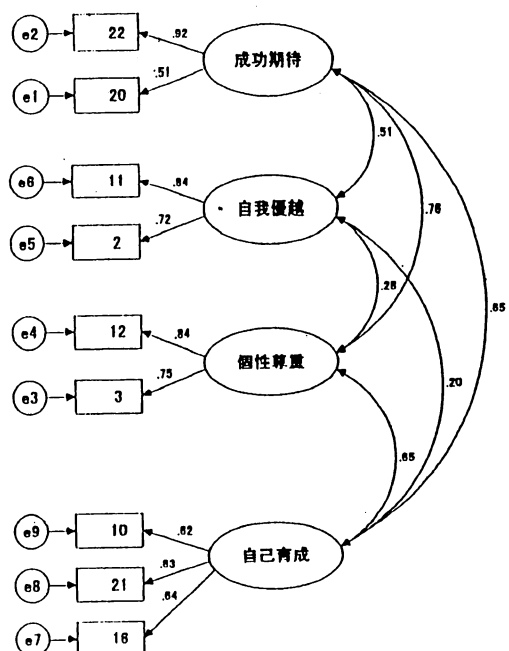 e2 22 .92 成功期待
e1 20 .51
.51
e6 11 .84 自我優越
e5 2 .72
.76
.26
.65
e4 12 .84 個性尊重
e3 3 .75
.20
.65
e9 10 .62 自己育成
e8 21 .63
e7 16 .64